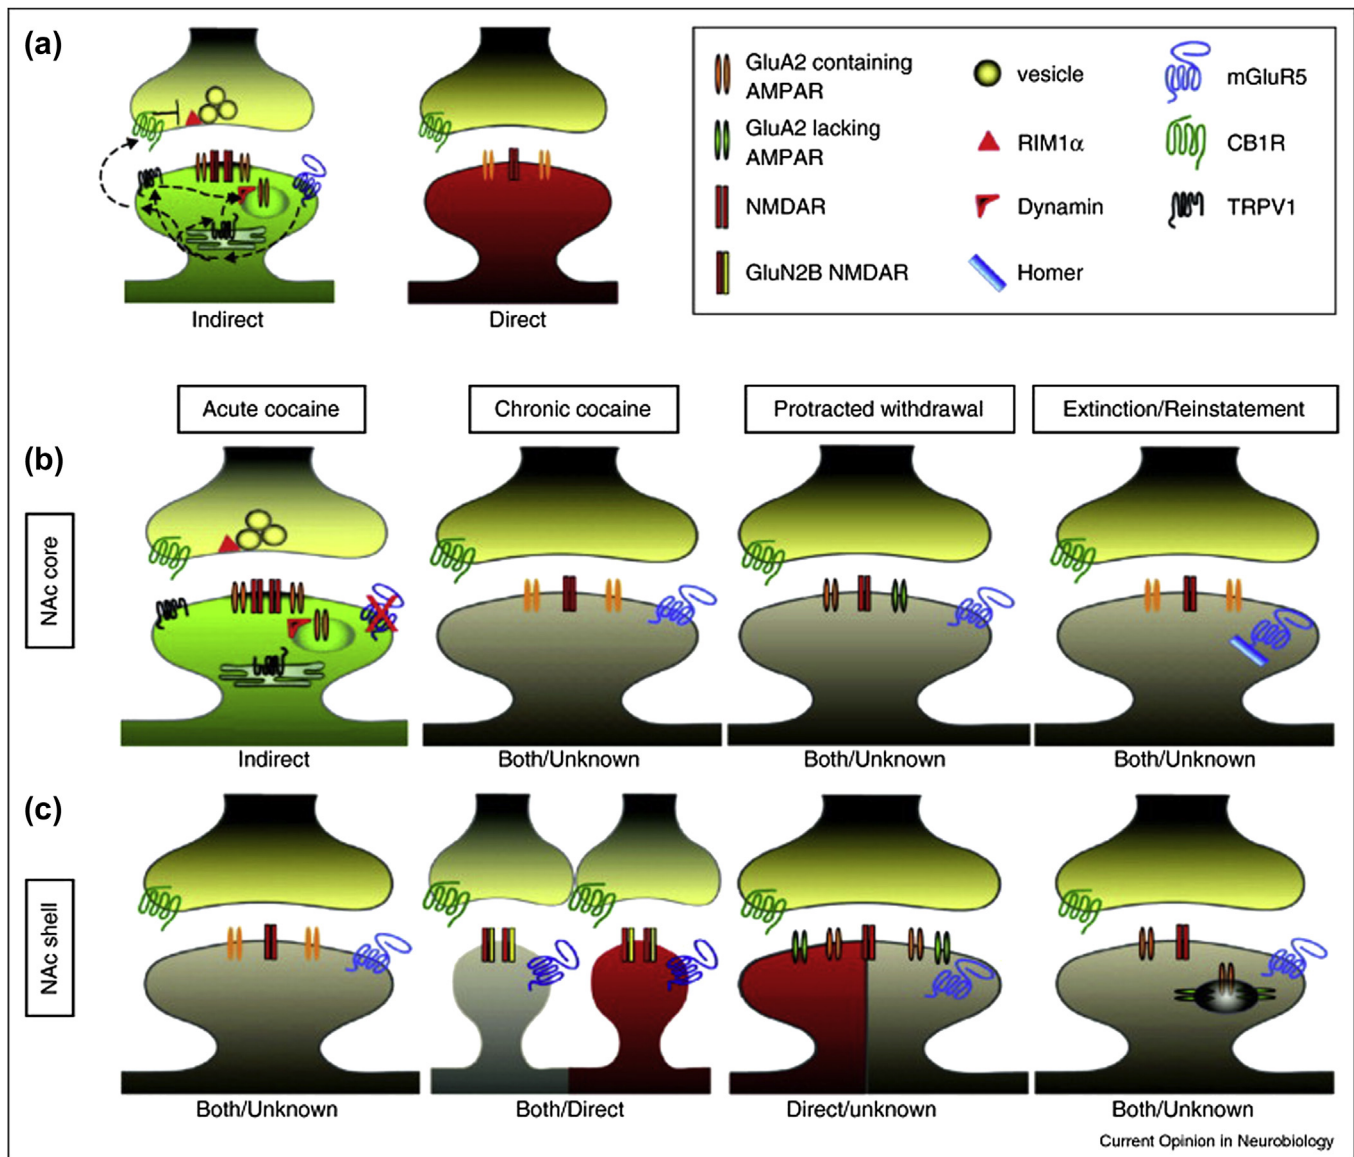 (a)
Indirect
Direct
GluA2 containing
AMPAR
GluA2 lacking
AMPAR
NMDAR
GluN2B NMDAR
vesicle
RIM1α
Dynamin
Homer
mGluR5
CB1R
TRPV1
Acute cocaine
Chronic cocaine
Protracted withdrawal
Extinction/Reinstatement
(b)
NAc core
Indirect
Both/Unknown
Both/Unknown
Both/Unknown
(c)
NAc shell
Both/Unknown
Both/Direct
Direct/unknown
Both/Unknown
Current Opinion in Neurobiology